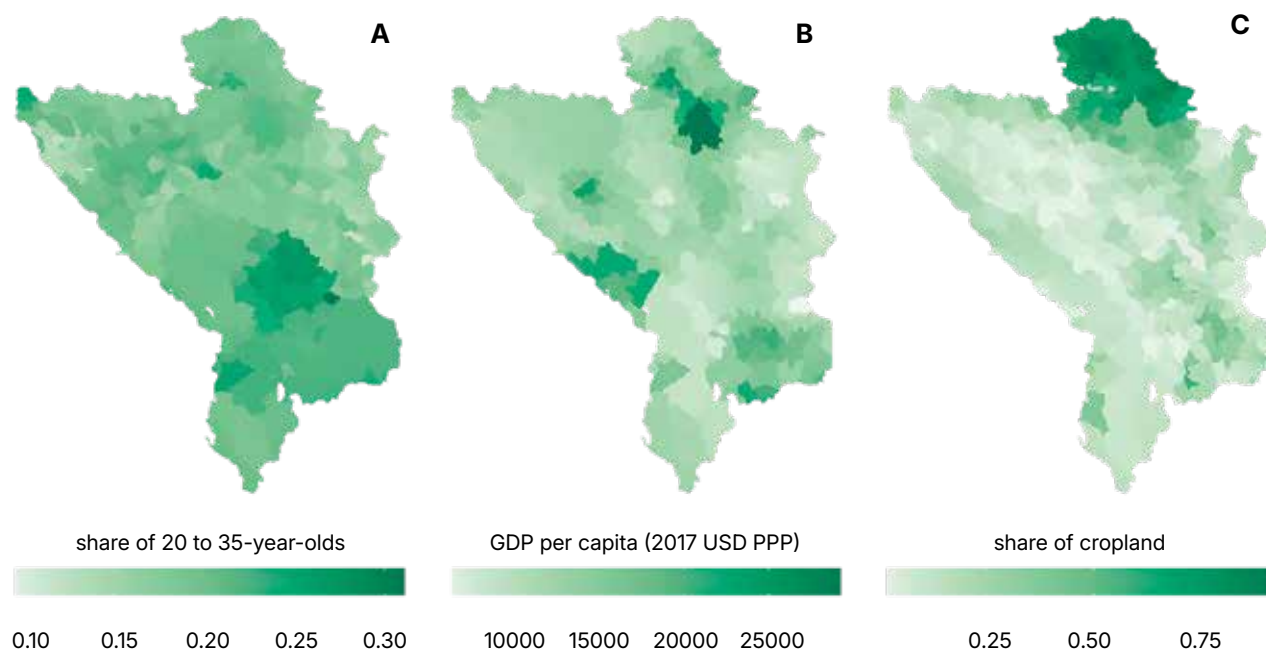 A
B
C
share of 20 to 35-year-olds
0.10 0.15 0.20 0.25 0.30
GDP per capita (2017 USD PPP)
10000 15000 20000 25000
share of cropland
0.25 0.50 0.75